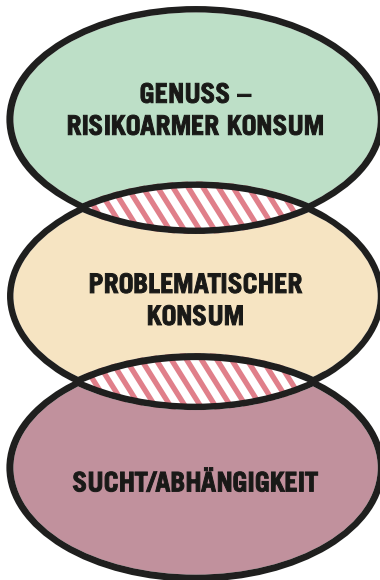 GENUSS –
RISIKOARMER KONSUM
PROBLEMATISCHER
KONSUM
SUCHT/ABHÄNGIGKEIT